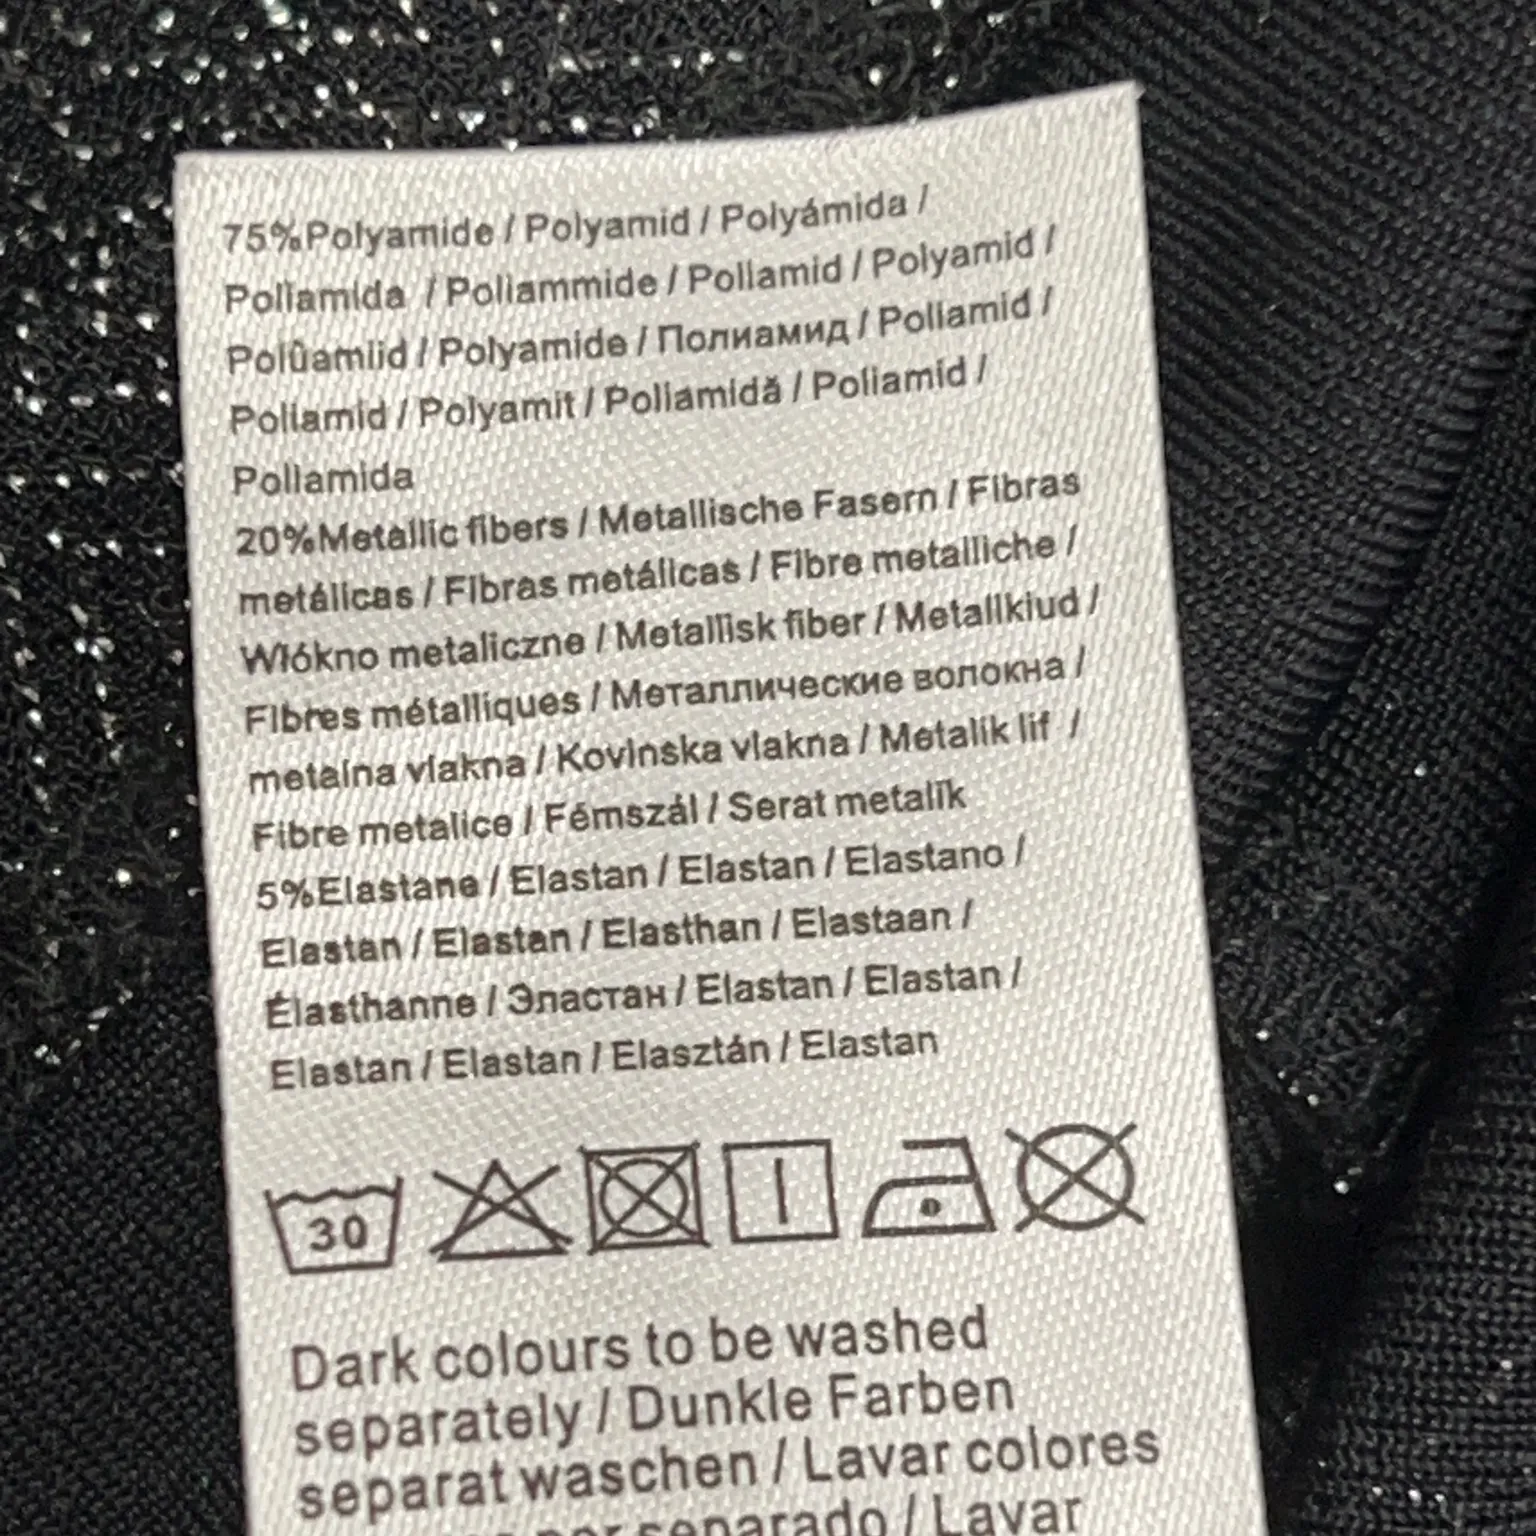 75%Polyamide / Polyamid / Polyámida /
Poliamida / Poliammide / Poliamid / Polyamid /
Polüamiid / Polyamide / Полиамид / Poliamid /
Poliamid / Polyamit / Poliamidă / Poliamid /
Poliamida
20%Metallic fibers / Metallische Fasern / Fibras
metálicas / Fibras metálicas / Fibre metalliche /
Włókno metaliczne / Metallisk fiber / Metallkiud /
Fibres métalliques / Металлические волокна /
metalna vlakna / Kovinska vlakna / Metalik lif /
Fibre metalice / Fémszál / Serat metalik
5%Elastane / Elastan / Elastan / Elastano /
Elastan / Elastan / Elasthan / Elastaan /
Élasthanne / Эластан / Elastan / Elastan /
Elastan / Elastan / Elasztán / Elastan
30
Dark colours to be washed
separately / Dunkle Farben
separat waschen / Lavar colores
por separado / Lavar